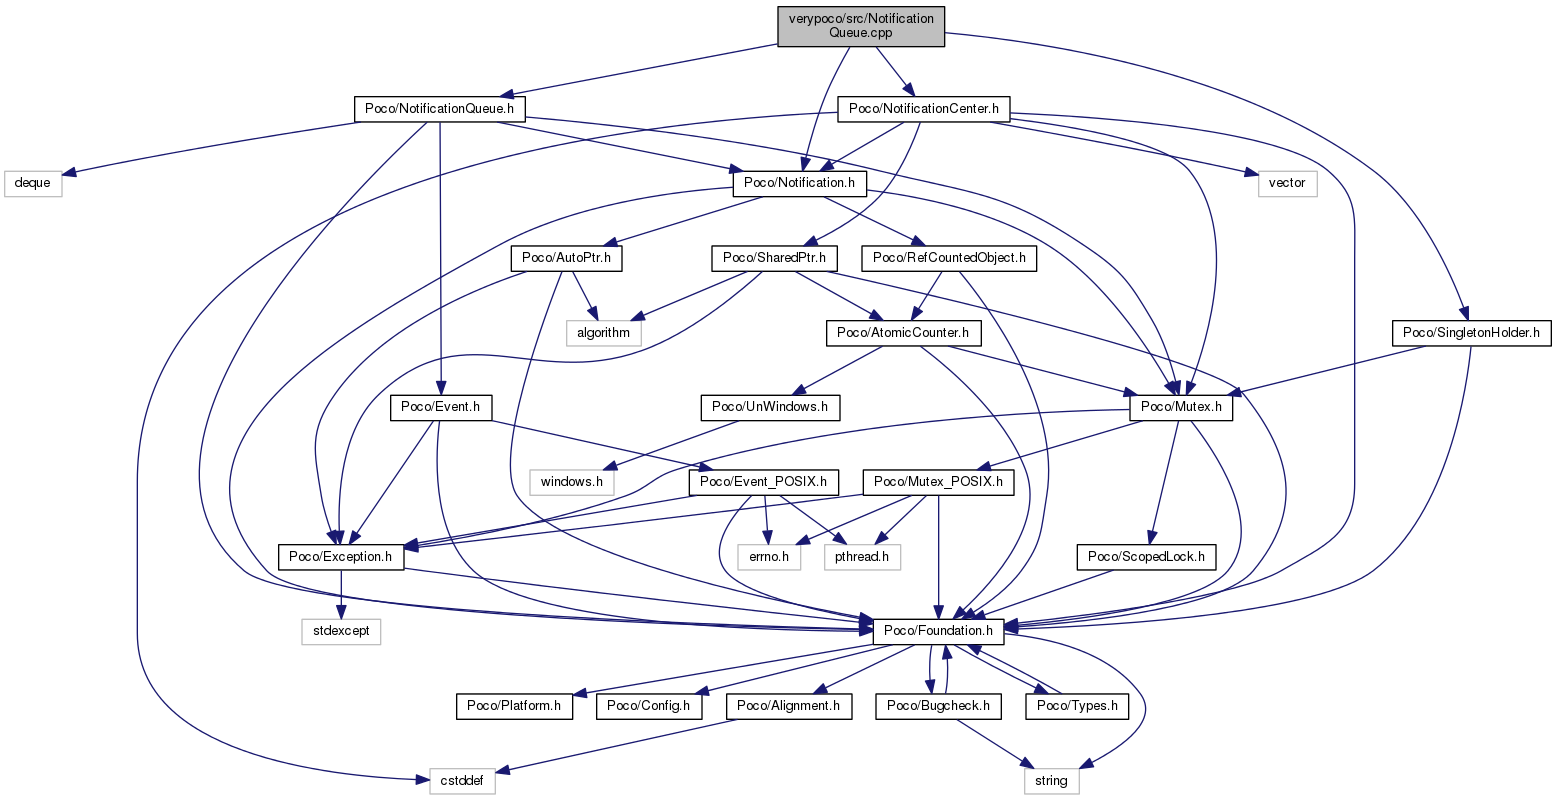 verypoco/src/Notification
Queue.cpp
Poco/NotificationQueue.h
Poco/NotificationCenter.h
deque
Poco/Notification.h
vector
Poco/AutoPtr.h
Poco/SharedPtr.h
Poco/RefCountedObject.h
algorithm
Poco/AtomicCounter.h
Poco/SingletonHolder.h
Poco/Event.h
Poco/UnWindows.h
Poco/Mutex.h
windows.h
Poco/Event_POSIX.h
Poco/Mutex_POSIX.h
Poco/Exception.h
errno.h
pthread.h
Poco/ScopedLock.h
stdexcept
Poco/Foundation.h
Poco/Platform.h
Poco/Config.h
Poco/Alignment.h
Poco/Bugcheck.h
Poco/Types.h
cstddef
string